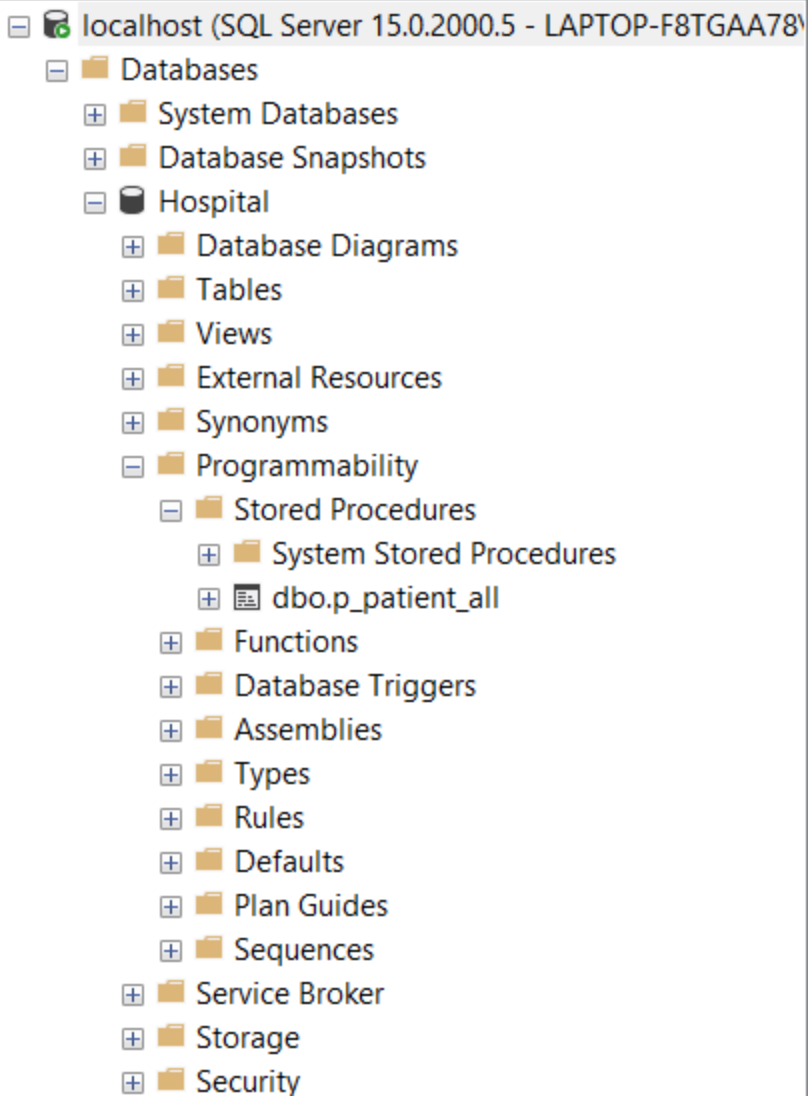 localhost (SQL Server 15.0.2000.5 - LAPTOP-F8TGAA78
Databases
System Databases
Database Snapshots
Hospital
Database Diagrams
Tables
Views
External Resources
Synonyms
Programmability
Stored Procedures
System Stored Procedures
dbo.p_patient_all
Functions
Database Triggers
Assemblies
Types
Rules
Defaults
Plan Guides
Sequences
Service Broker
Storage
Security